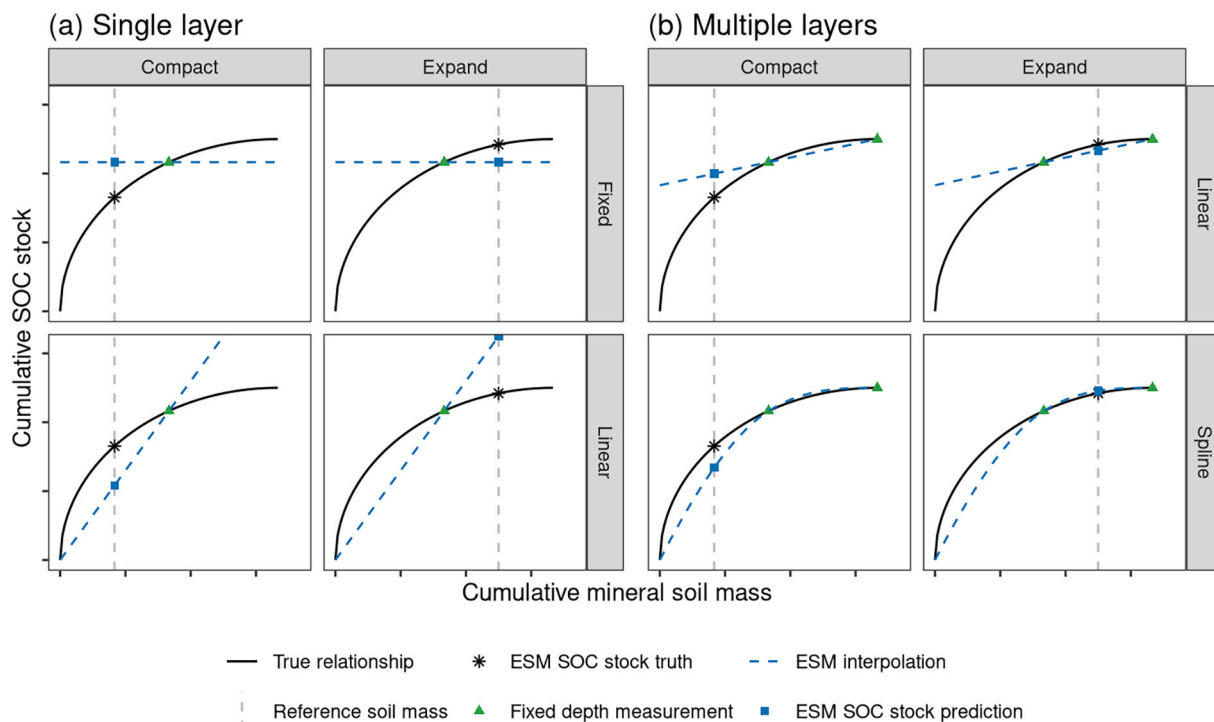 (a) Single layer
(b) Multiple layers
Compact
Expand
Compact
Expand
Fixed
Linear
Linear
Spline
Cumulative SOC stock
Cumulative mineral soil mass
True relationship
ESM SOC stock truth
ESM interpolation
Reference soil mass
Fixed depth measurement
ESM SOC stock prediction